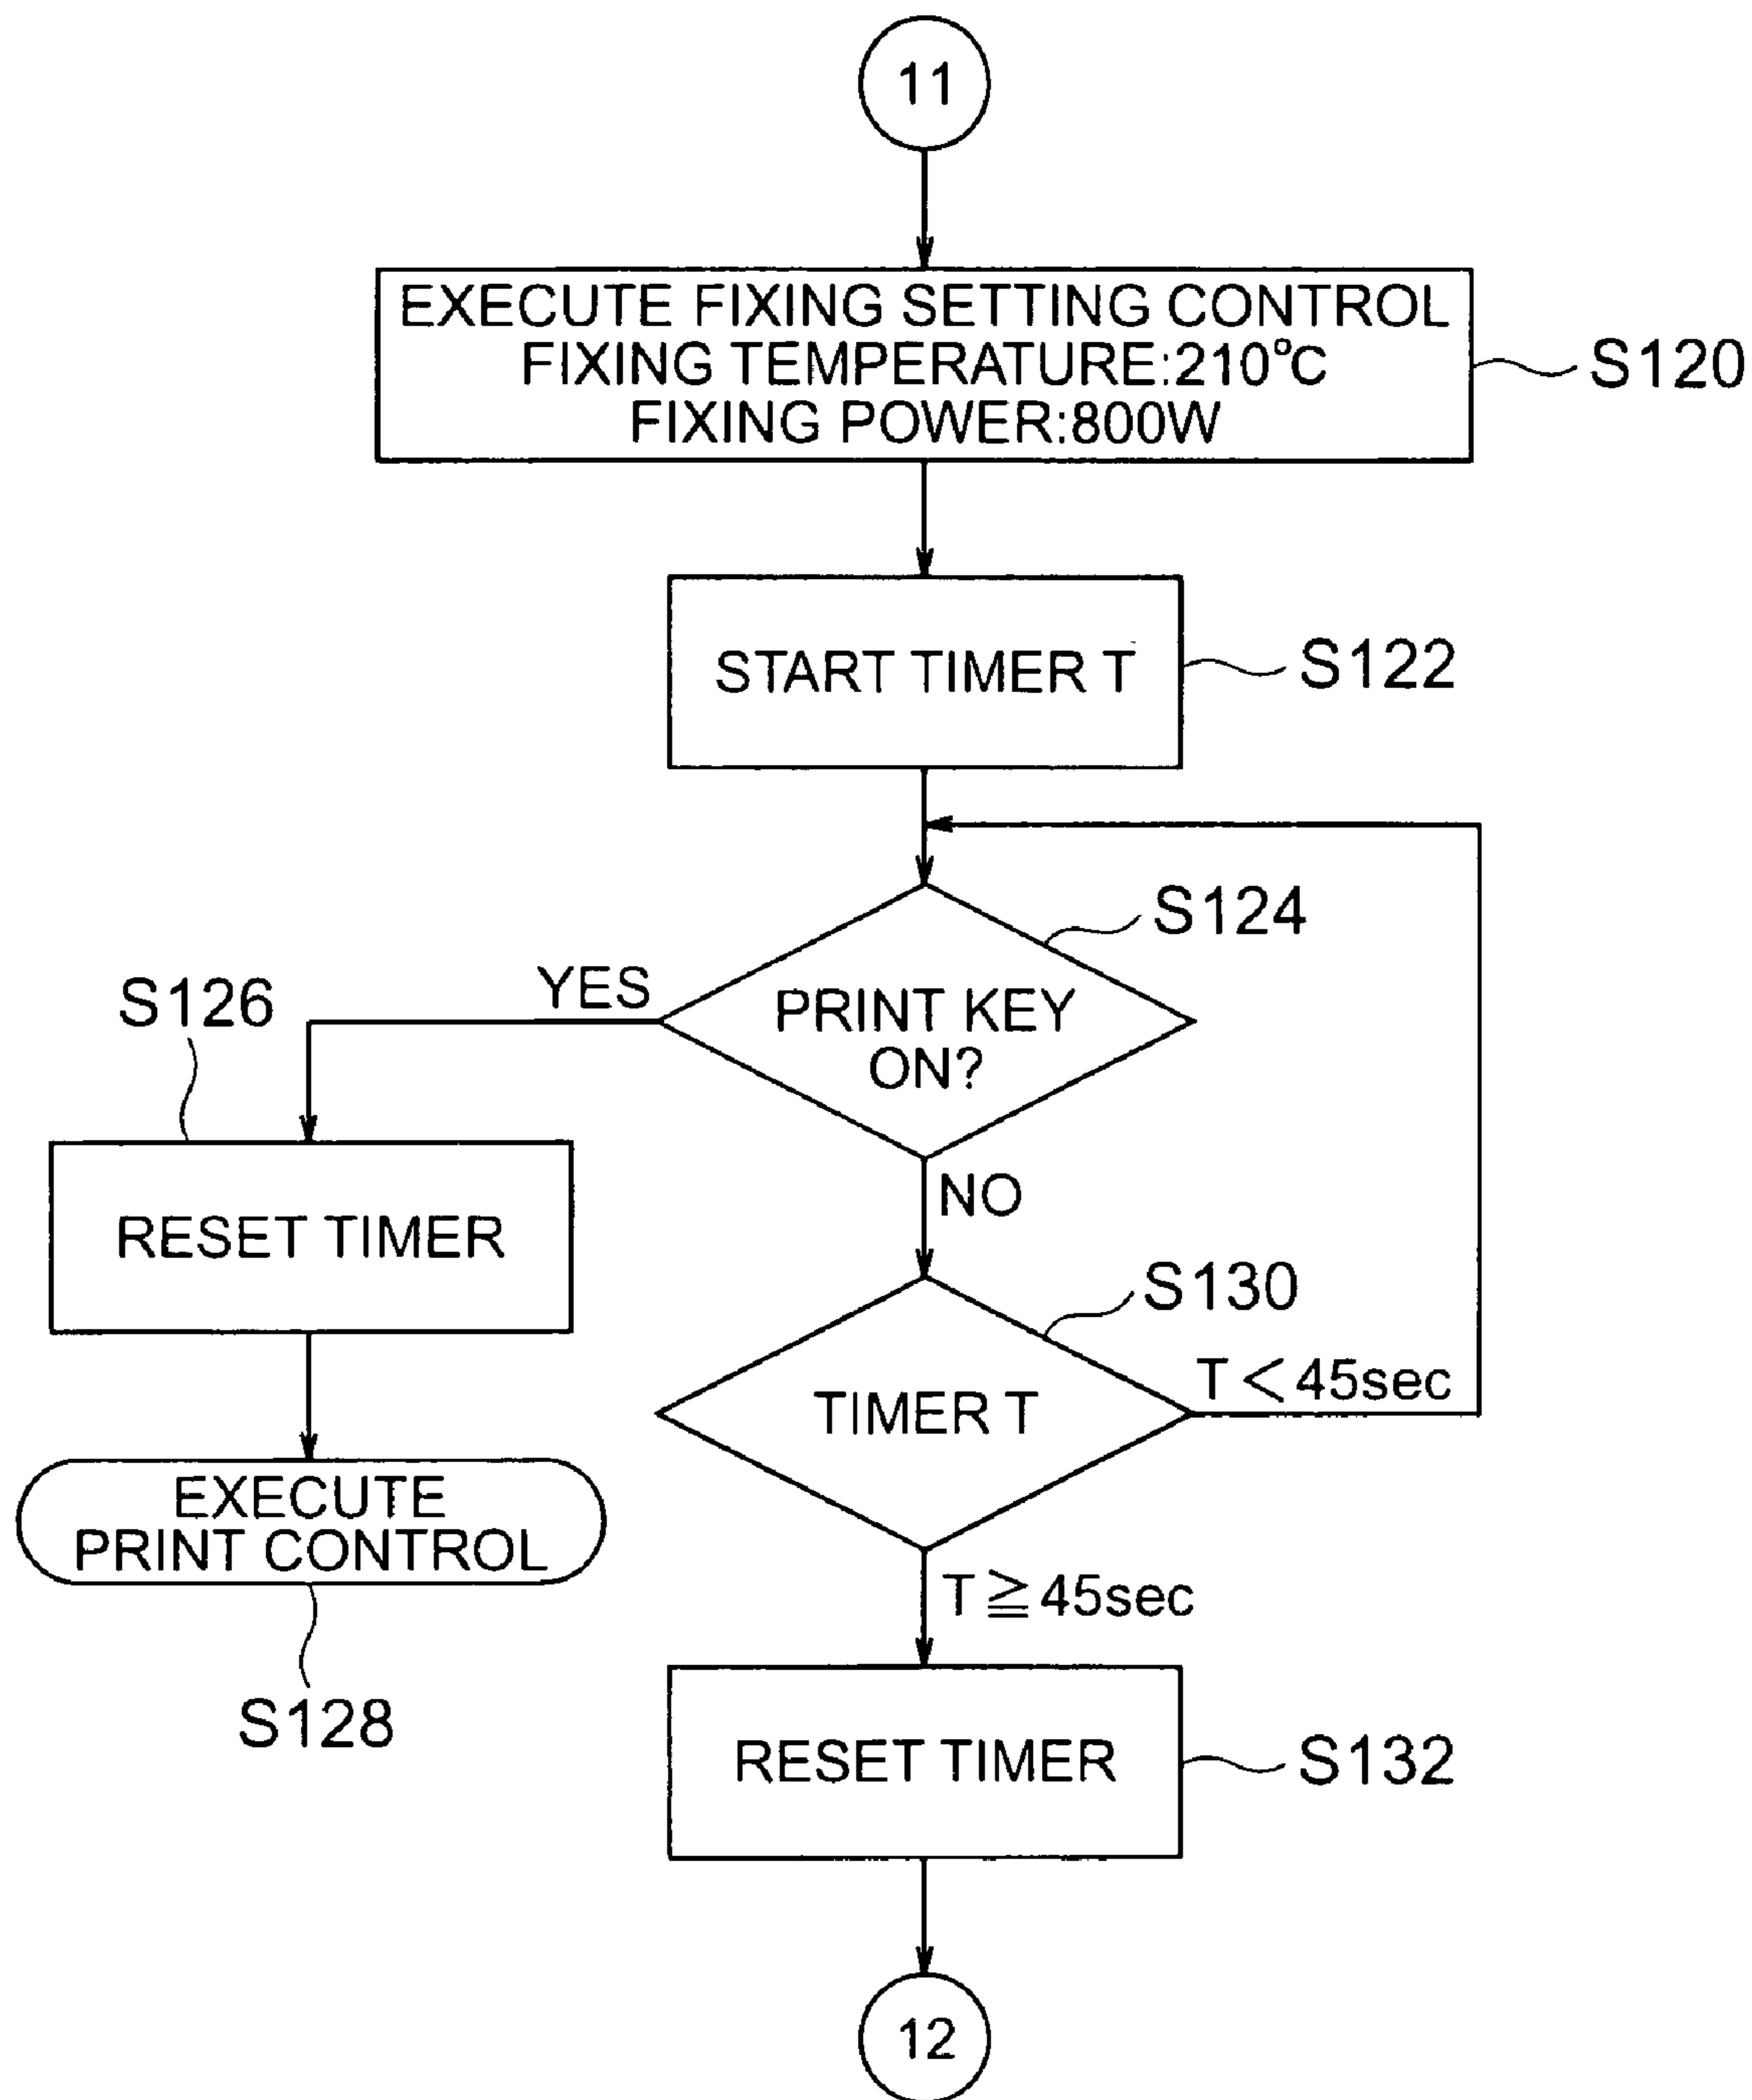 11
EXECUTE FIXING SETTING CONTROL
FIXING TEMPERATURE:210°C
FIXING POWER:800W
S120
START TIMER T
S122
S124
YES
PRINT KEY
ON?
S126
NO
RESET TIMER
S130
T<45sec
TIMER T
EXECUTE
PRINT CONTROL
T≧45sec
S128
RESET TIMER
S132
12